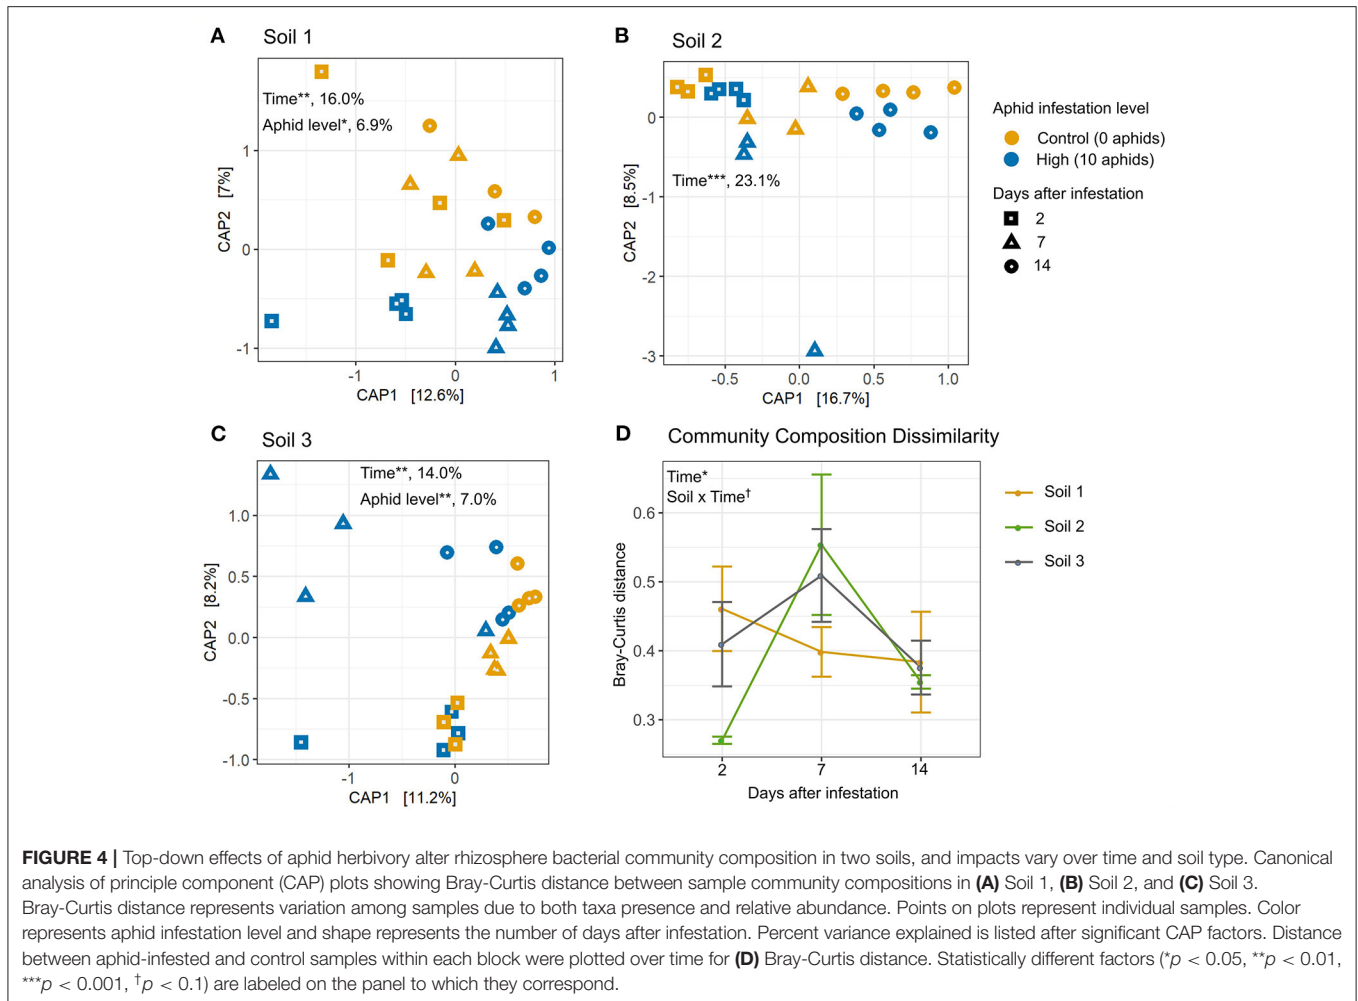 A Soil 1
Time**, 16.0%
Aphid level*, 6.9%
CAP2 [7%]
1
0
-1
-1
0
1
CAP1 [12.6%]
B Soil 2
Time***, 23.1%
CAP2 [8.5%]
0
-1
-2
-3
-0.5
0.0
0.5
1.0
CAP1 [16.7%]
Aphid infestation level
Control (0 aphids)
High (10 aphids)
Days after infestation
2
7
14
C Soil 3
Time**, 14.0%
Aphid level**, 7.0%
CAP2 [8.2%]
1.0
0.5
0.0
-0.5
-1.0
-1
0
CAP1 [11.2%]
D Community Composition Dissimilarity
Time*
Soil x Time†
Bray-Curtis distance
0.6
0.5
0.4
0.3
2
7
14
Days after infestation
Soil 1
Soil 2
Soil 3
FIGURE 4 | Top-down effects of aphid herbivory alter rhizosphere bacterial community composition in two soils, and impacts vary over time and soil type. Canonical
analysis of principle component (CAP) plots showing Bray-Curtis distance between sample community compositions in (A) Soil 1, (B) Soil 2, and (C) Soil 3.
Bray-Curtis distance represents variation among samples due to both taxa presence and relative abundance. Points on plots represent individual samples. Color
represents aphid infestation level and shape represents the number of days after infestation. Percent variance explained is listed after significant CAP factors. Distance
between aphid-infested and control samples within each block were plotted over time for (D) Bray-Curtis distance. Statistically different factors (*p < 0.05, **p < 0.01,
***p < 0.001, †p < 0.1) are labeled on the panel to which they correspond.